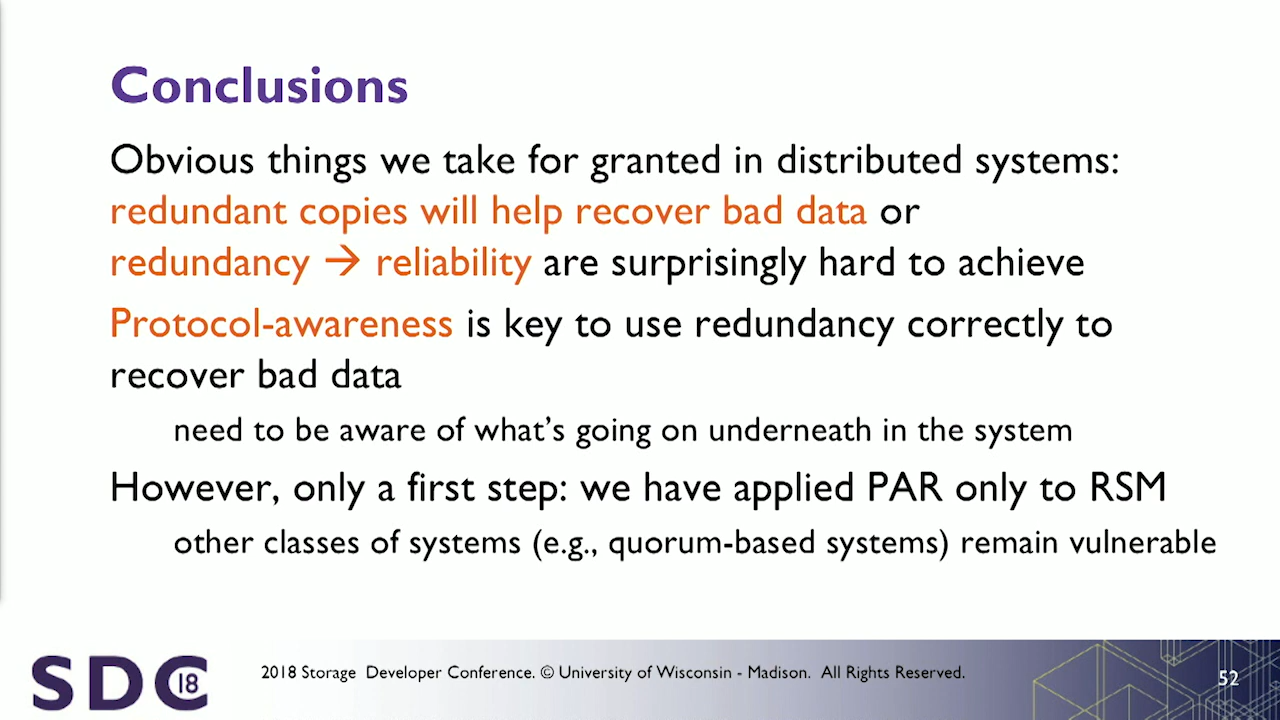 Conclusions
Obvious things we take for granted in distributed systems:
redundant copies will help recover bad data or
redundancy → reliability are surprisingly hard to achieve
Protocol-awareness is key to use redundancy correctly to
recover bad data
need to be aware of what's going on underneath in the system
However, only a first step: we have applied PAR only to RSM
other classes of systems (e.g., quorum-based systems) remain vulnerable
SDC 18
2018 Storage Developer Conference. © University of Wisconsin - Madison. All Rights Reserved.
52